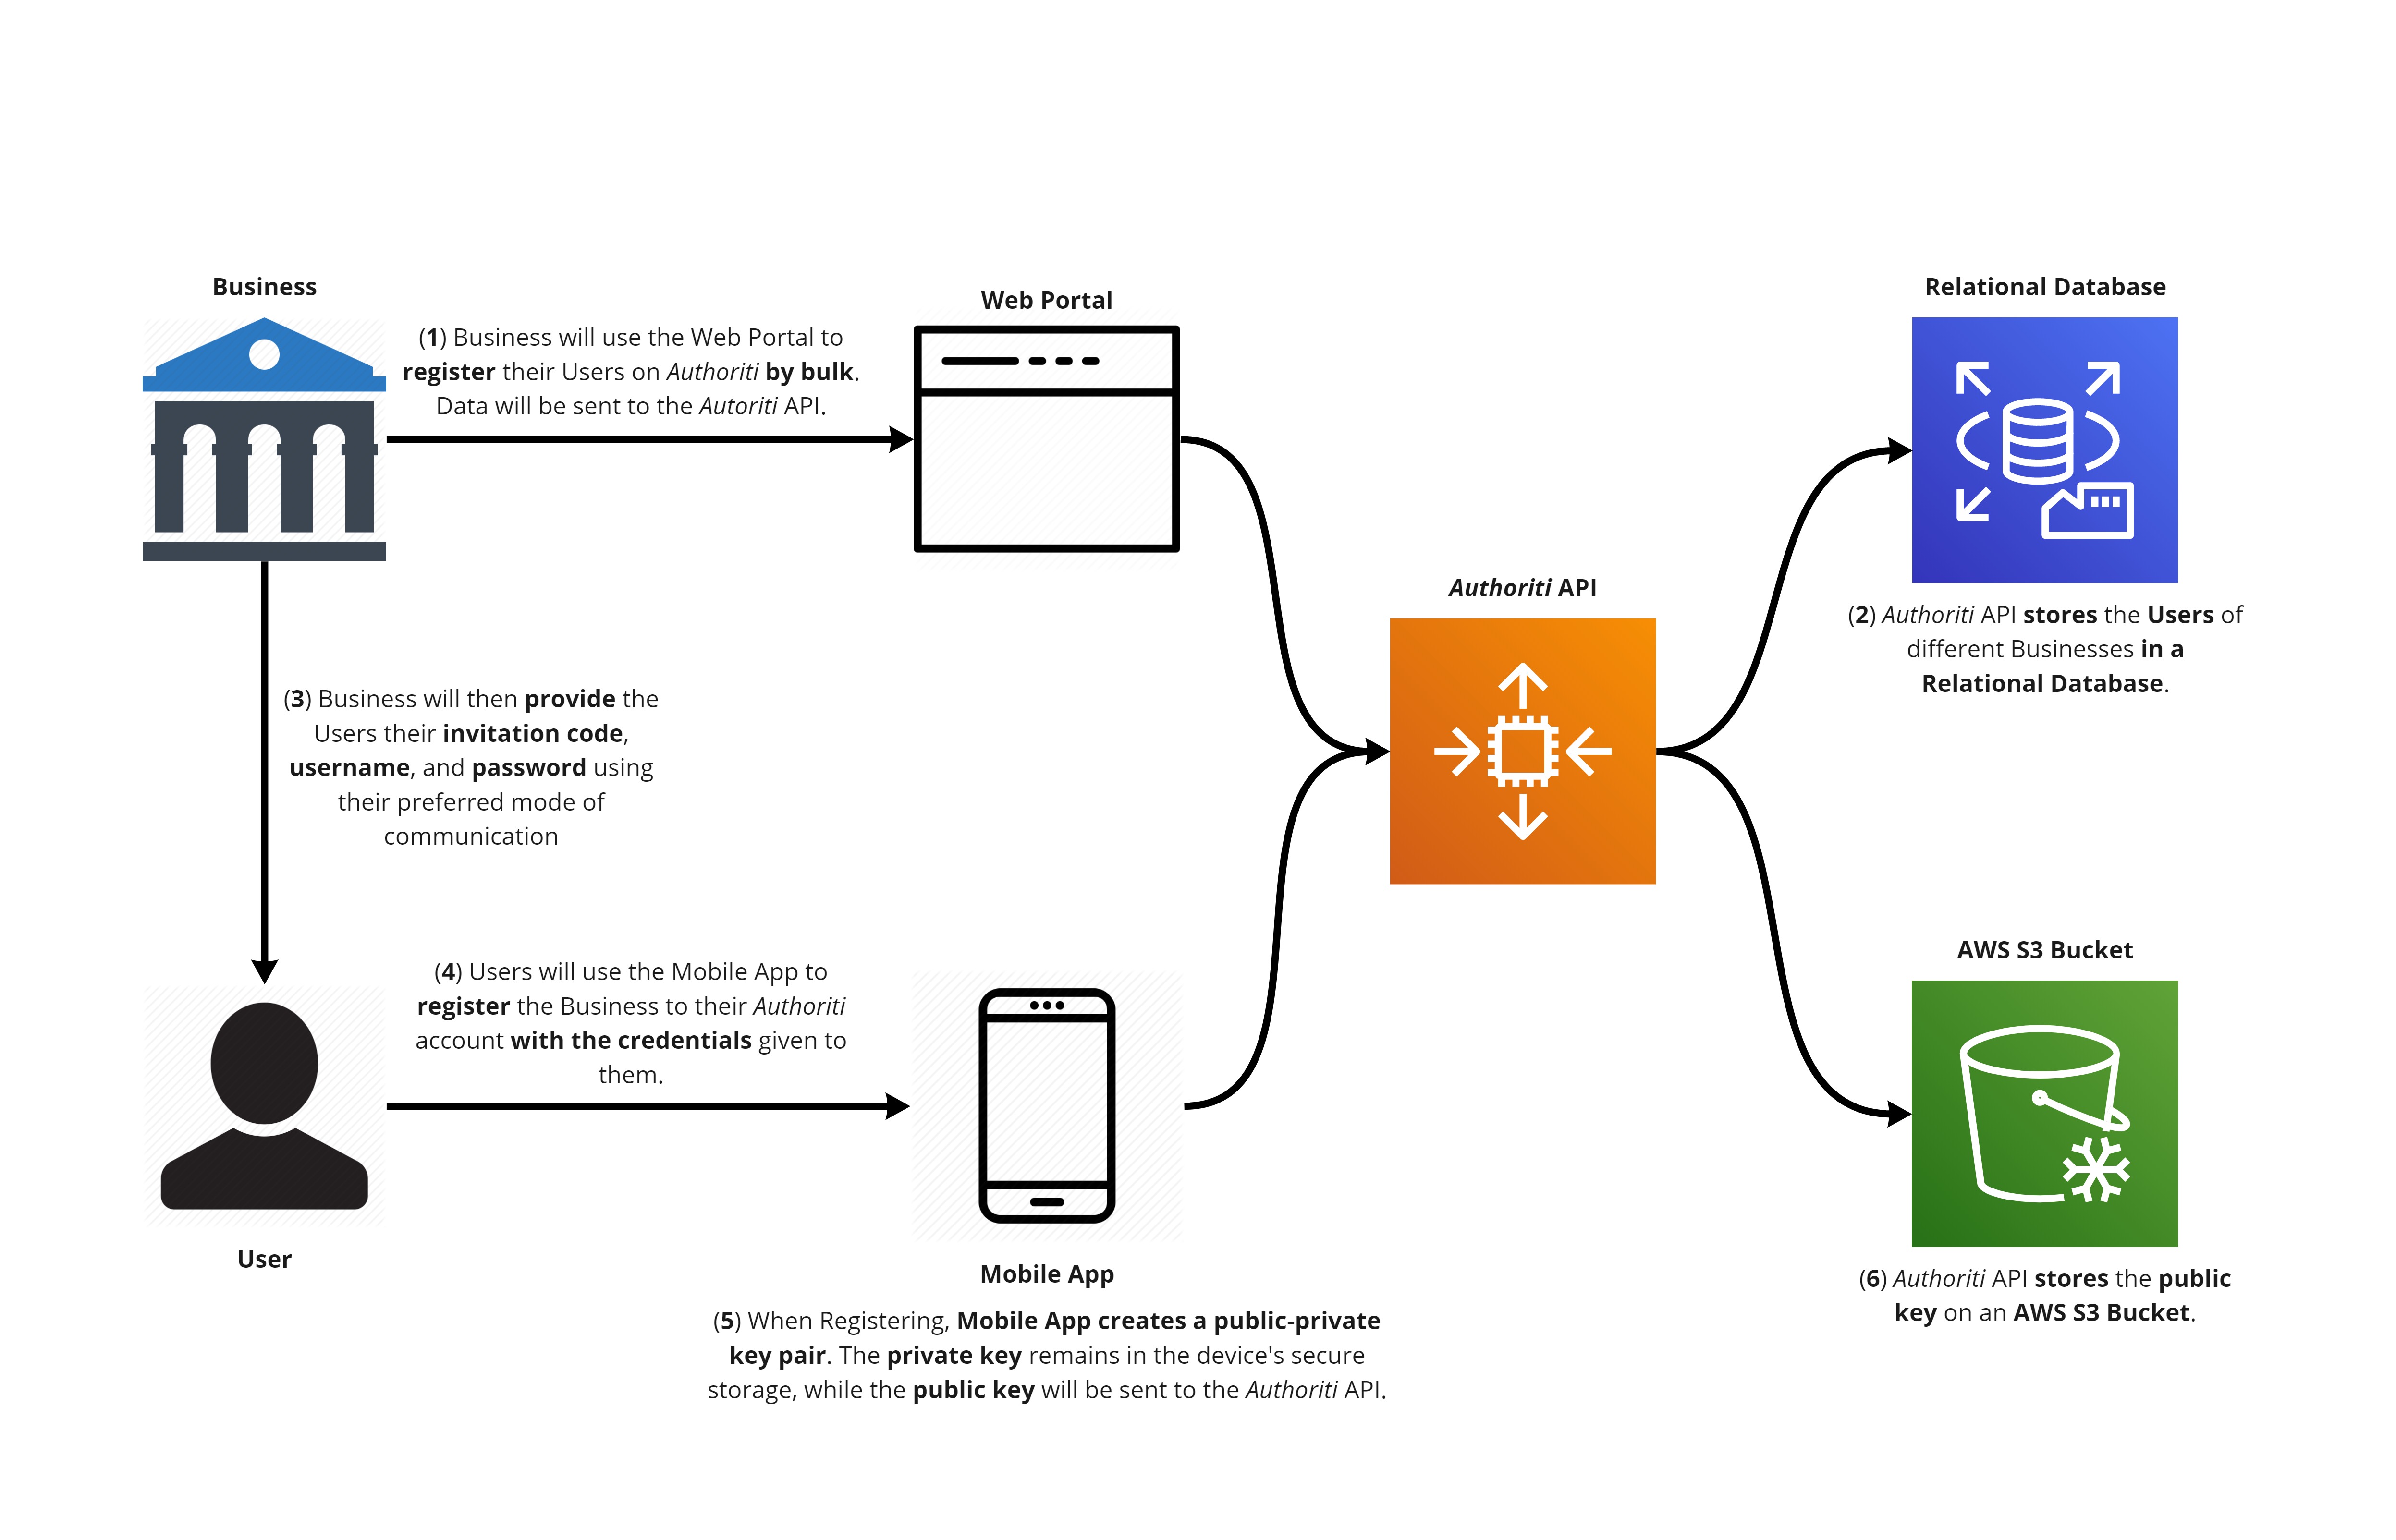 Business
(1) Business will use the Web Portal to
register their Users on Authoriti by bulk.
Data will be sent to the Autoriti API.
Web Portal
Relational Database
Authoriti API
(2) Authoriti API stores the Users of
different Businesses in a
Relational Database.
(3) Business will then provide the
Users their invitation code,
username, and password using
their preferred mode of
communication
(4) Users will use the Mobile App to
register the Business to their Authoriti
account with the credentials given to
them.
User
Mobile App
(5) When Registering, Mobile App creates a public-private
key pair. The private key remains in the device's secure
storage, while the public key will be sent to the Authoriti API.
AWS S3 Bucket
(6) Authoriti API stores the public
key on an AWS S3 Bucket.